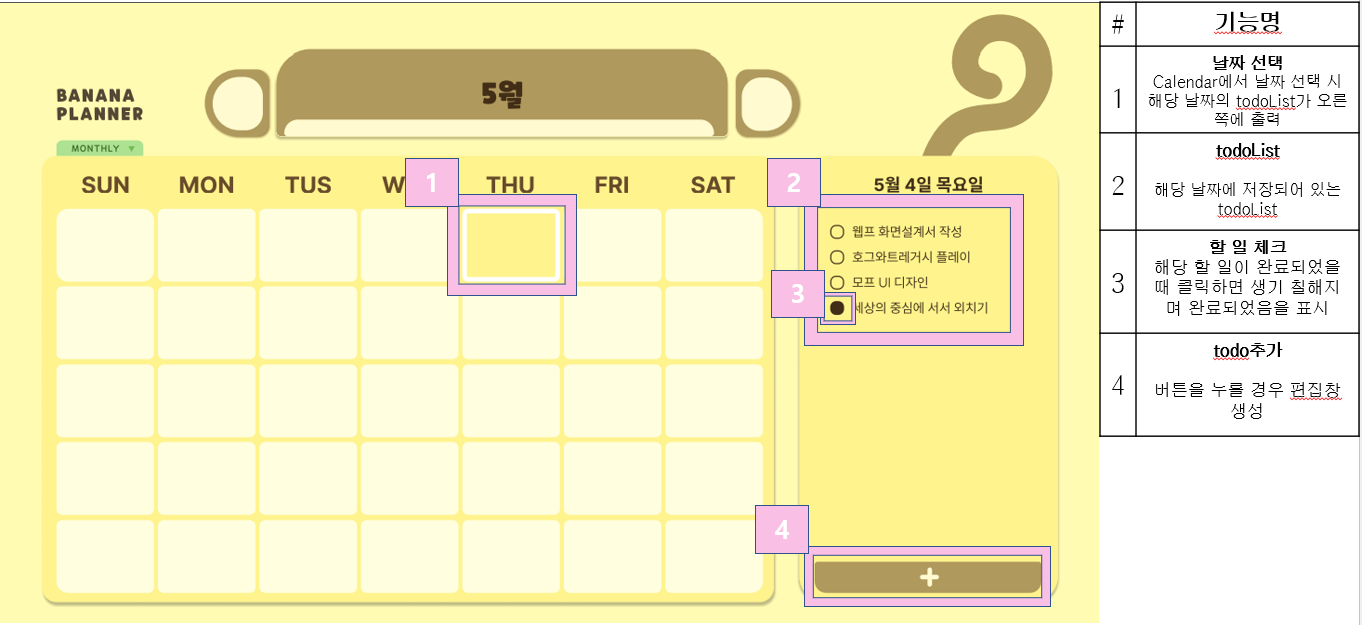 BANANA
PLANNER
5월
MONTHLY ▼
SUN MON TUS W THU FRI SAT
1
2
5월 4일 목요일
웹프 화면설계서 작성
호그와트레거시 플레이
모프 UI 디자인
3
세상의 중심에 서서 외치기
4
+
# 기능명
1
날짜 선택
Calendar에서 날짜 선택 시
해당 날짜의 todoList가 오른
쪽에 출력
2
todoList
해당 날짜에 저장되어 있는
todoList
3
할 일 체크
해당 할 일이 완료되었을
때 클릭하면 생기 칠해지
며 완료되었음을 표시
4
todo추가
버튼을 누를 경우 편집창
생성